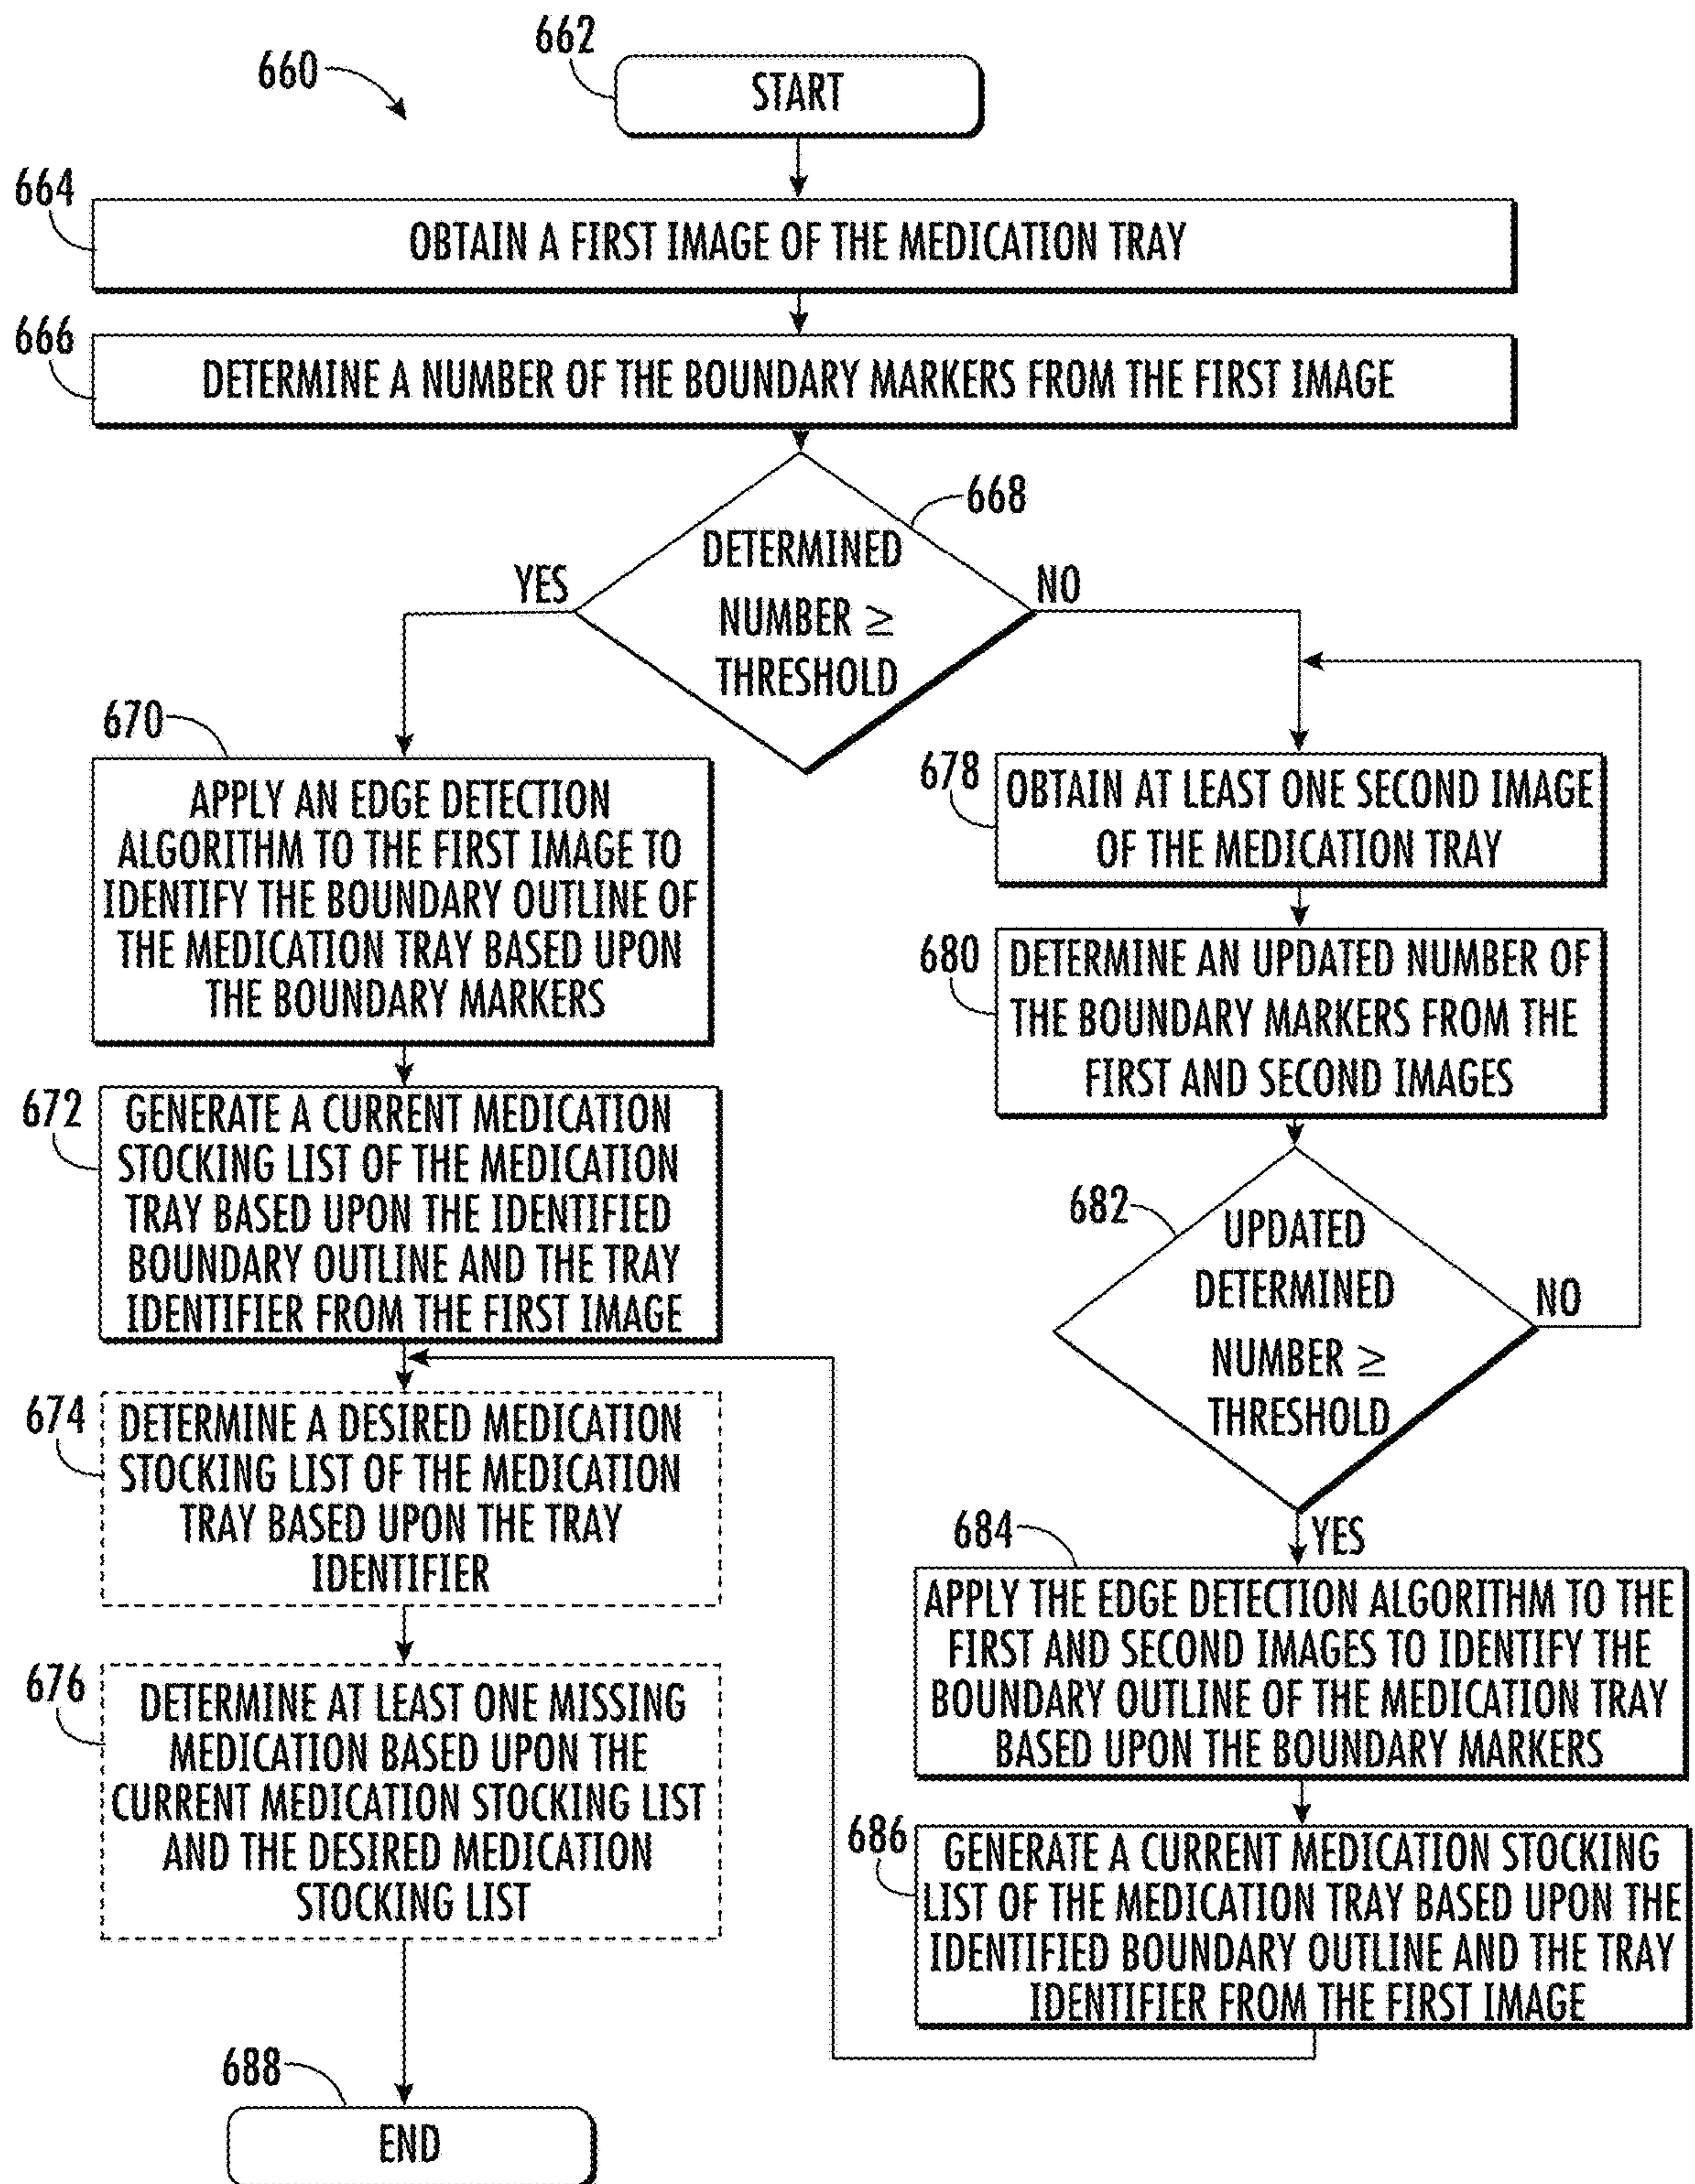 662
660
START
664
OBTAIN A FIRST IMAGE OF THE MEDICATION TRAY
666
DETERMINE A NUMBER OF THE BOUNDARY MARKERS FROM THE FIRST IMAGE
668
DETERMINED
NUMBER ≥
THRESHOLD
YES
NO
670
APPLY AN EDGE DETECTION
ALGORITHM TO THE FIRST IMAGE TO
IDENTIFY THE BOUNDARY OUTLINE OF
THE MEDICATION TRAY BASED UPON
THE BOUNDARY MARKERS
672
GENERATE A CURRENT MEDICATION
STOCKING LIST OF THE MEDICATION
TRAY BASED UPON THE IDENTIFIED
BOUNDARY OUTLINE AND THE TRAY
IDENTIFIER FROM THE FIRST IMAGE
674
DETERMINE A DESIRED MEDICATION
STOCKING LIST OF THE MEDICATION
TRAY BASED UPON THE TRAY
IDENTIFIER
676
DETERMINE AT LEAST ONE MISSING
MEDICATION BASED UPON THE
CURRENT MEDICATION STOCKING LIST
AND THE DESIRED MEDICATION
STOCKING LIST
678
OBTAIN AT LEAST ONE SECOND IMAGE
OF THE MEDICATION TRAY
680
DETERMINE AN UPDATED NUMBER OF
THE BOUNDARY MARKERS FROM THE
FIRST AND SECOND IMAGES
682
UPDATED
DETERMINED
NUMBER ≥
THRESHOLD
NO
YES
684
APPLY THE EDGE DETECTION ALGORITHM TO THE
FIRST AND SECOND IMAGES TO IDENTIFY THE
BOUNDARY OUTLINE OF THE MEDICATION TRAY
BASED UPON THE BOUNDARY MARKERS
686
GENERATE A CURRENT MEDICATION STOCKING
LIST OF THE MEDICATION TRAY BASED UPON THE
IDENTIFIED BOUNDARY OUTLINE AND THE TRAY
IDENTIFIER FROM THE FIRST IMAGE
688
END